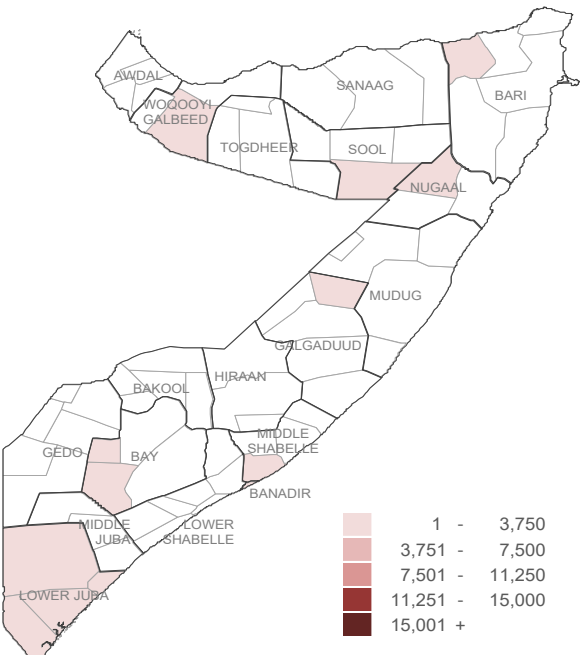 AWDAL
WOQOOYI
GALBEED
TOGDHEER
SANAAG
SOOL
BARI
NUGAAL
MUDUG
GALGADUUD
HIRAAN
BAKOOL
GEDO
BAY
MIDDLE
SHABELLE
BANADIR
MIDDLE
JUBA
LOWER
SHABELLE
LOWER JUBA
1 - 3,750
3,751 - 7,500
7,501 - 11,250
11,251 - 15,000
15,001 +